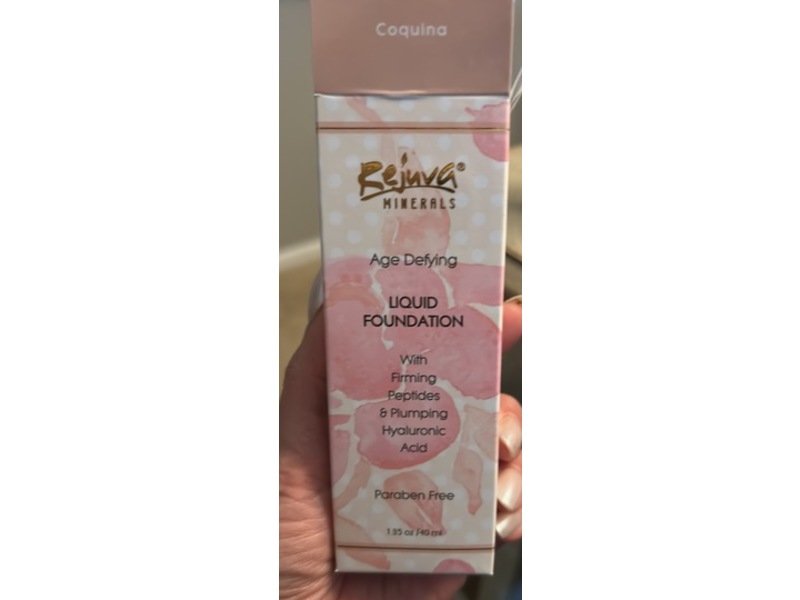 Coquina
Rejuva®
MINERALS
Age Defying
LIQUID
FOUNDATION
With
Firming
Peptides
& Plumping
Hyaluronic
Acid
Paraben Free
1.35 oz /40 ml